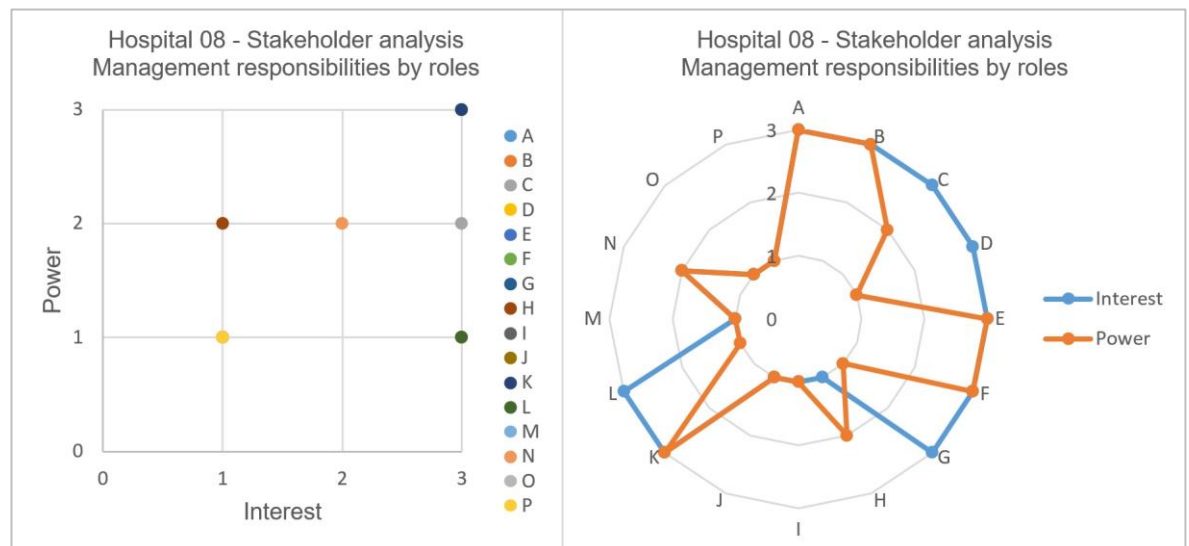 Hospital 08 - Stakeholder analysis
Management responsibilities by roles
3
2
1
0
0 1 2 3
Power
Interest
A
B
C
D
E
F
G
H
I
J
K
L
M
N
O
P
Hospital 08 - Stakeholder analysis
Management responsibilities by roles
A
B
C
D
E
F
G
H
I
J
K
L
M
N
O
P
3
2
1
0
Interest
Power